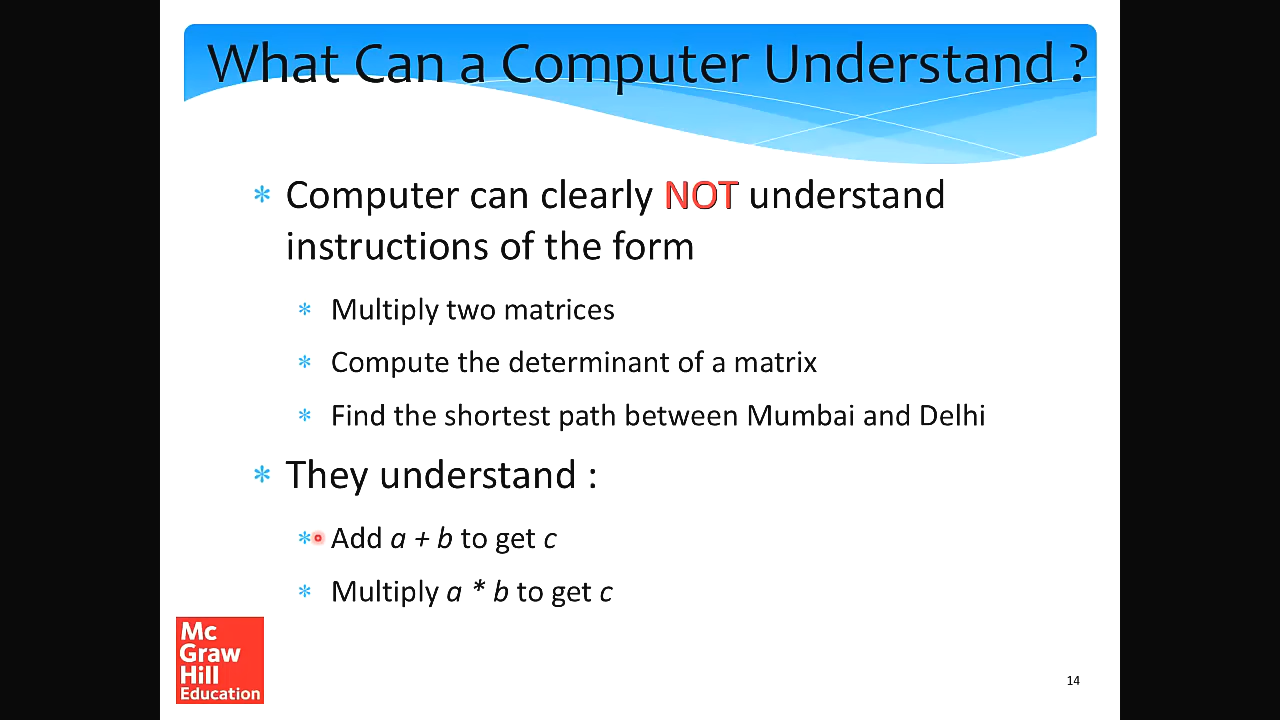 What Can a Computer Understand ?
* Computer can clearly NOT understand
instructions of the form
* Multiply two matrices
* Compute the determinant of a matrix
* Find the shortest path between Mumbai and Delhi
* They understand :
* Add a + b to get c
* Multiply a * b to get c
Mc
Graw
Hill
Education
14